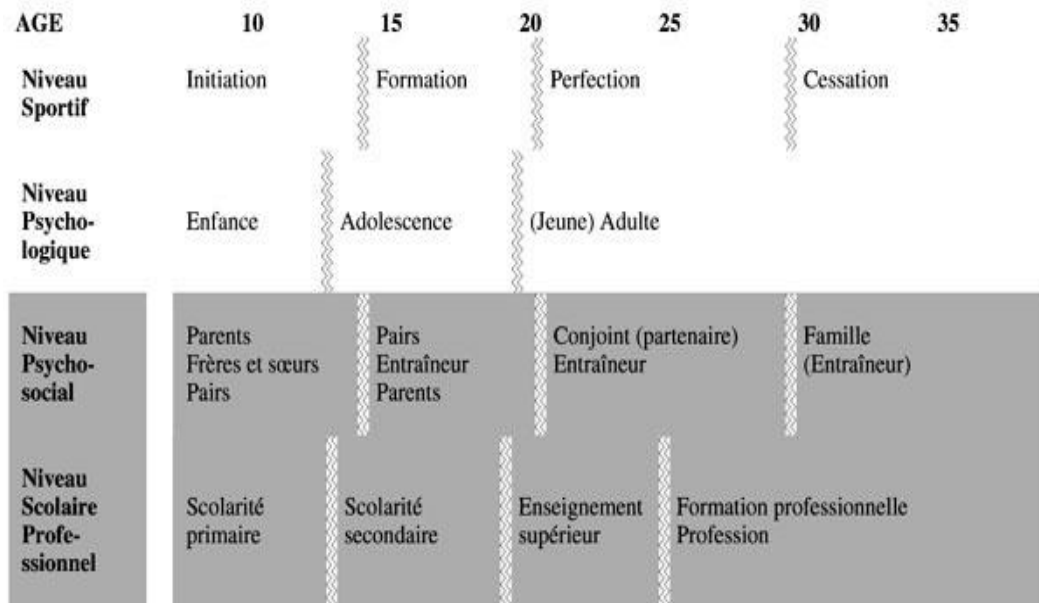 AGE 10 15 20 25 30 35
Niveau Sportif
Initiation
Formation
Perfection
Cessation
Niveau
Psycho-
logique
Enfance
Adolescence
(Jeune) Adulte
Niveau
Psycho-
social
Parents
Frères et sœurs
Pairs
Pairs
Entraîneur
Parents
Conjoint (partenaire)
Entraîneur
Famille
(Entraîneur)
Niveau
Scolaire
Profe-
ssionnel
Scolarité
primaire
Scolarité
secondaire
Enseignement
supérieur
Formation professionnelle
Profession